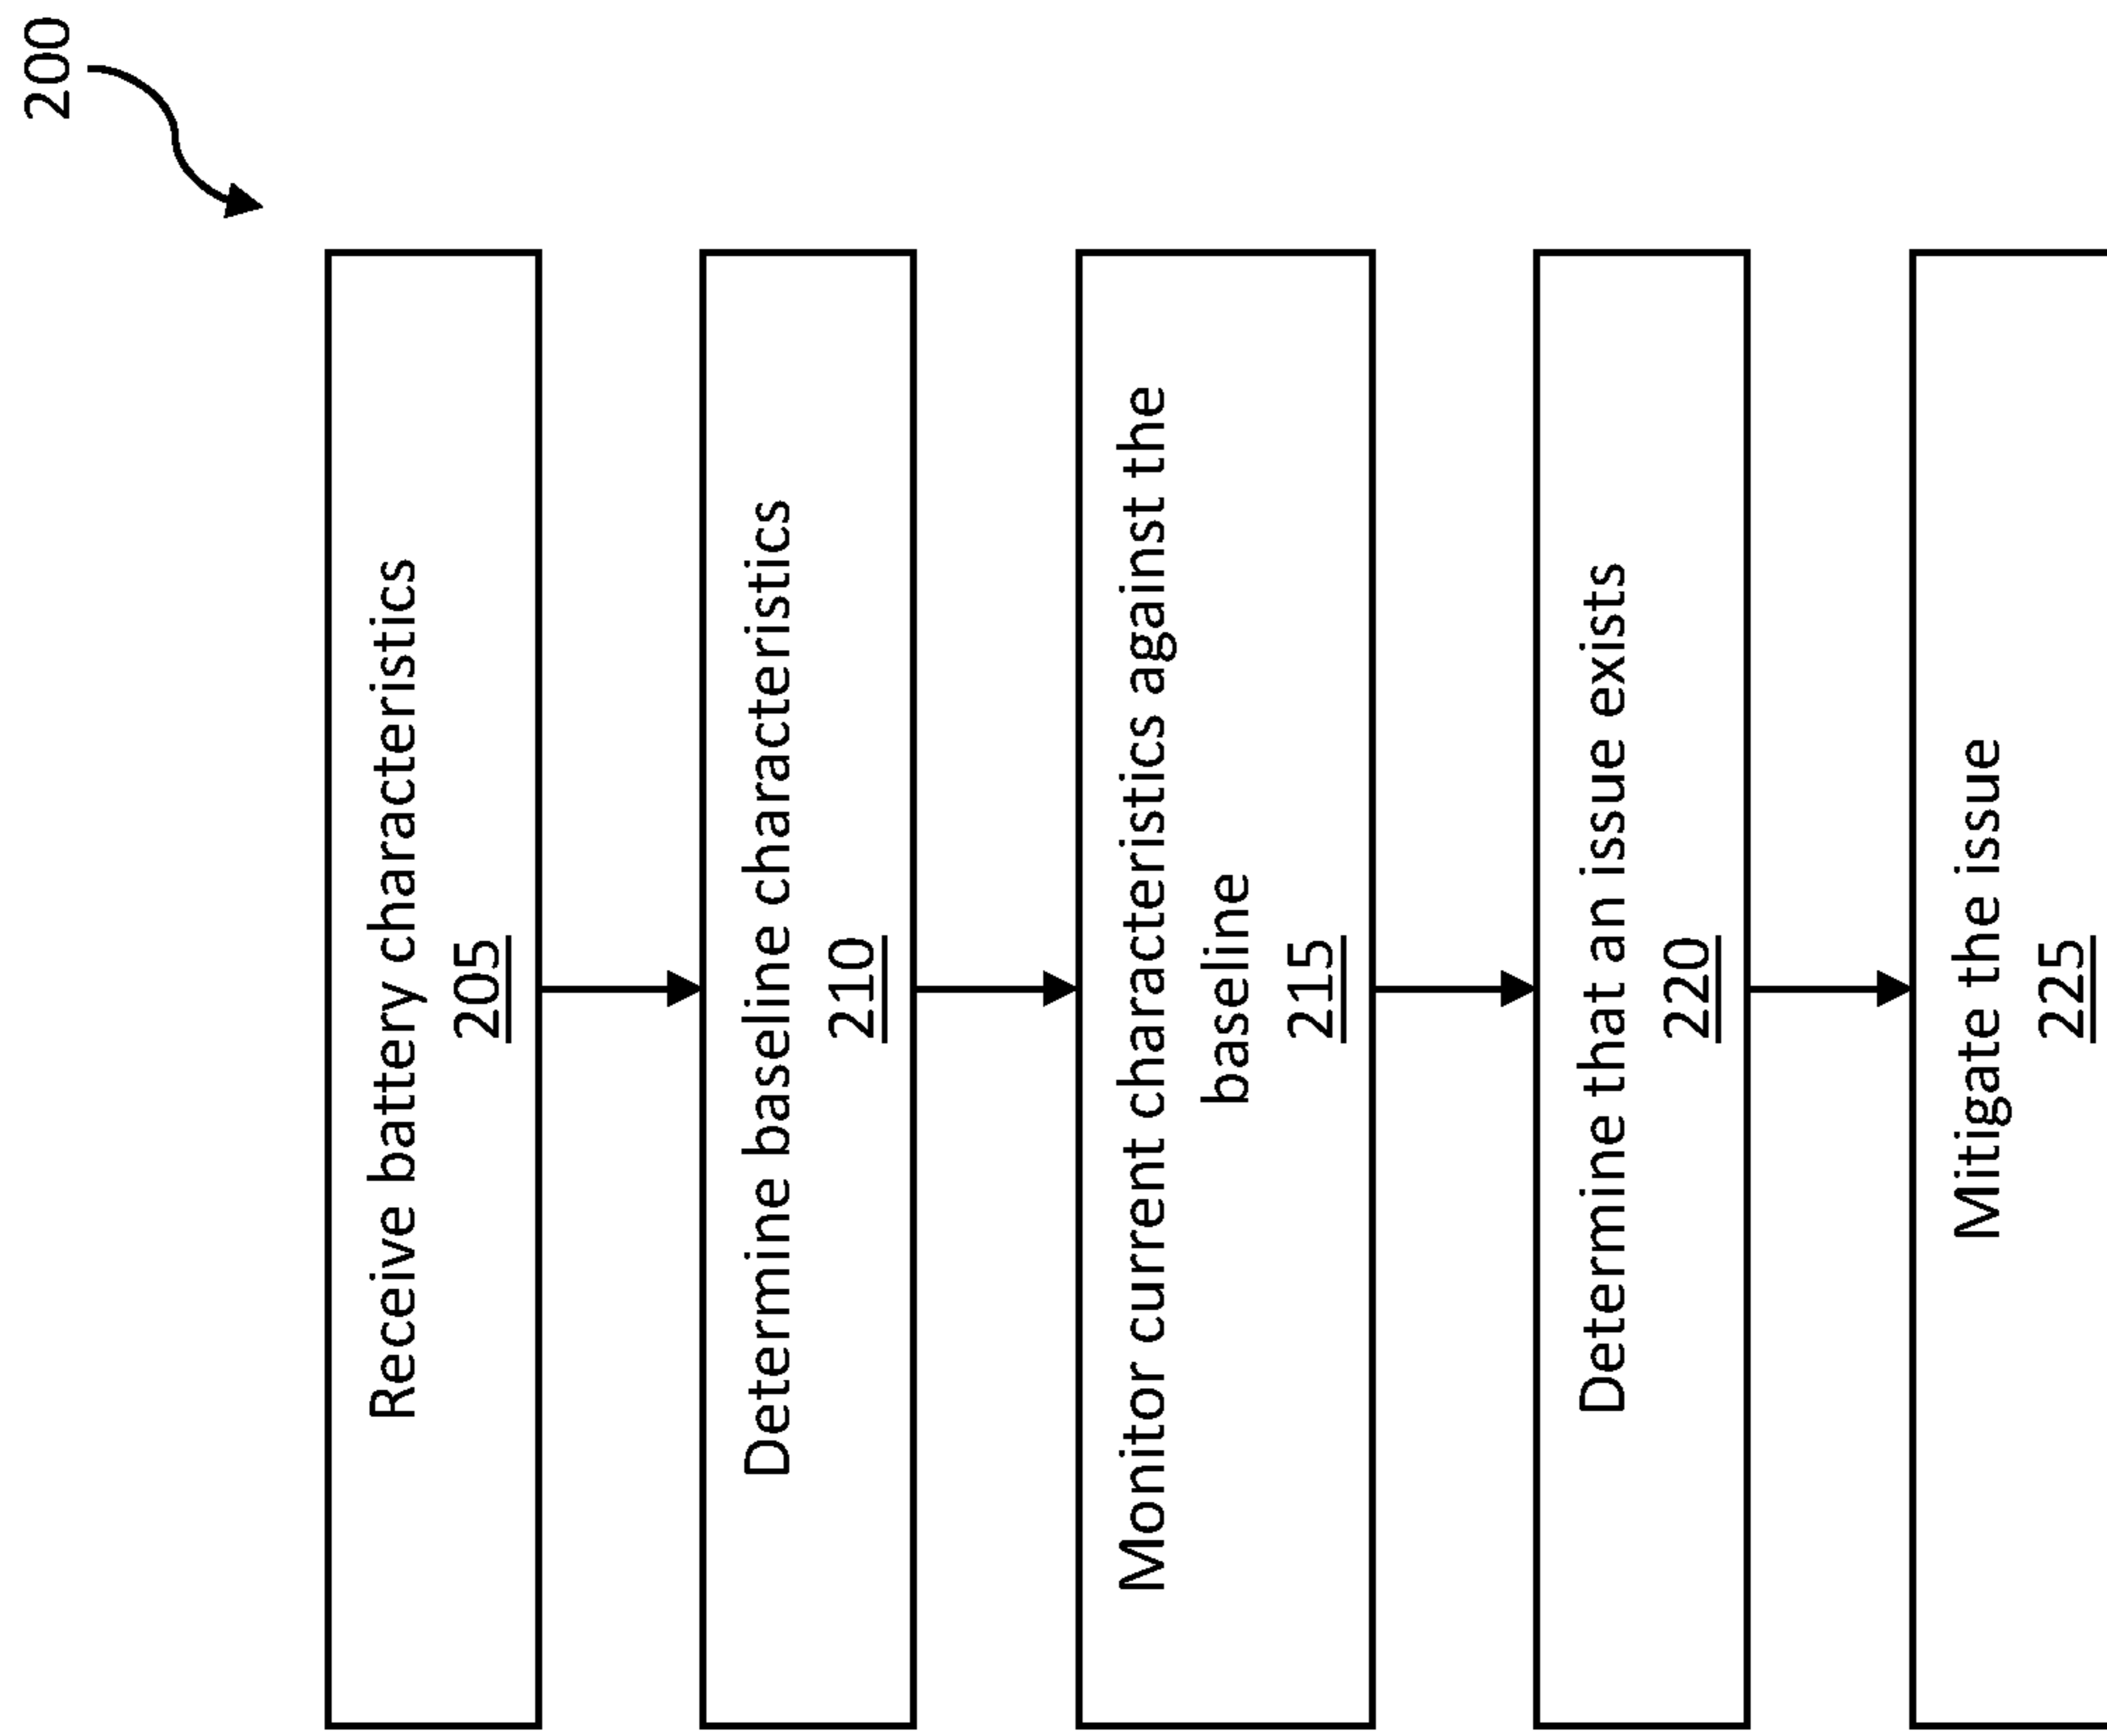 200
Receive battery characteristics
205
Determine baseline characteristics
210
Monitor current characteristics against the
baseline
215
Determine that an issue exists
220
Mitigate the issue
225